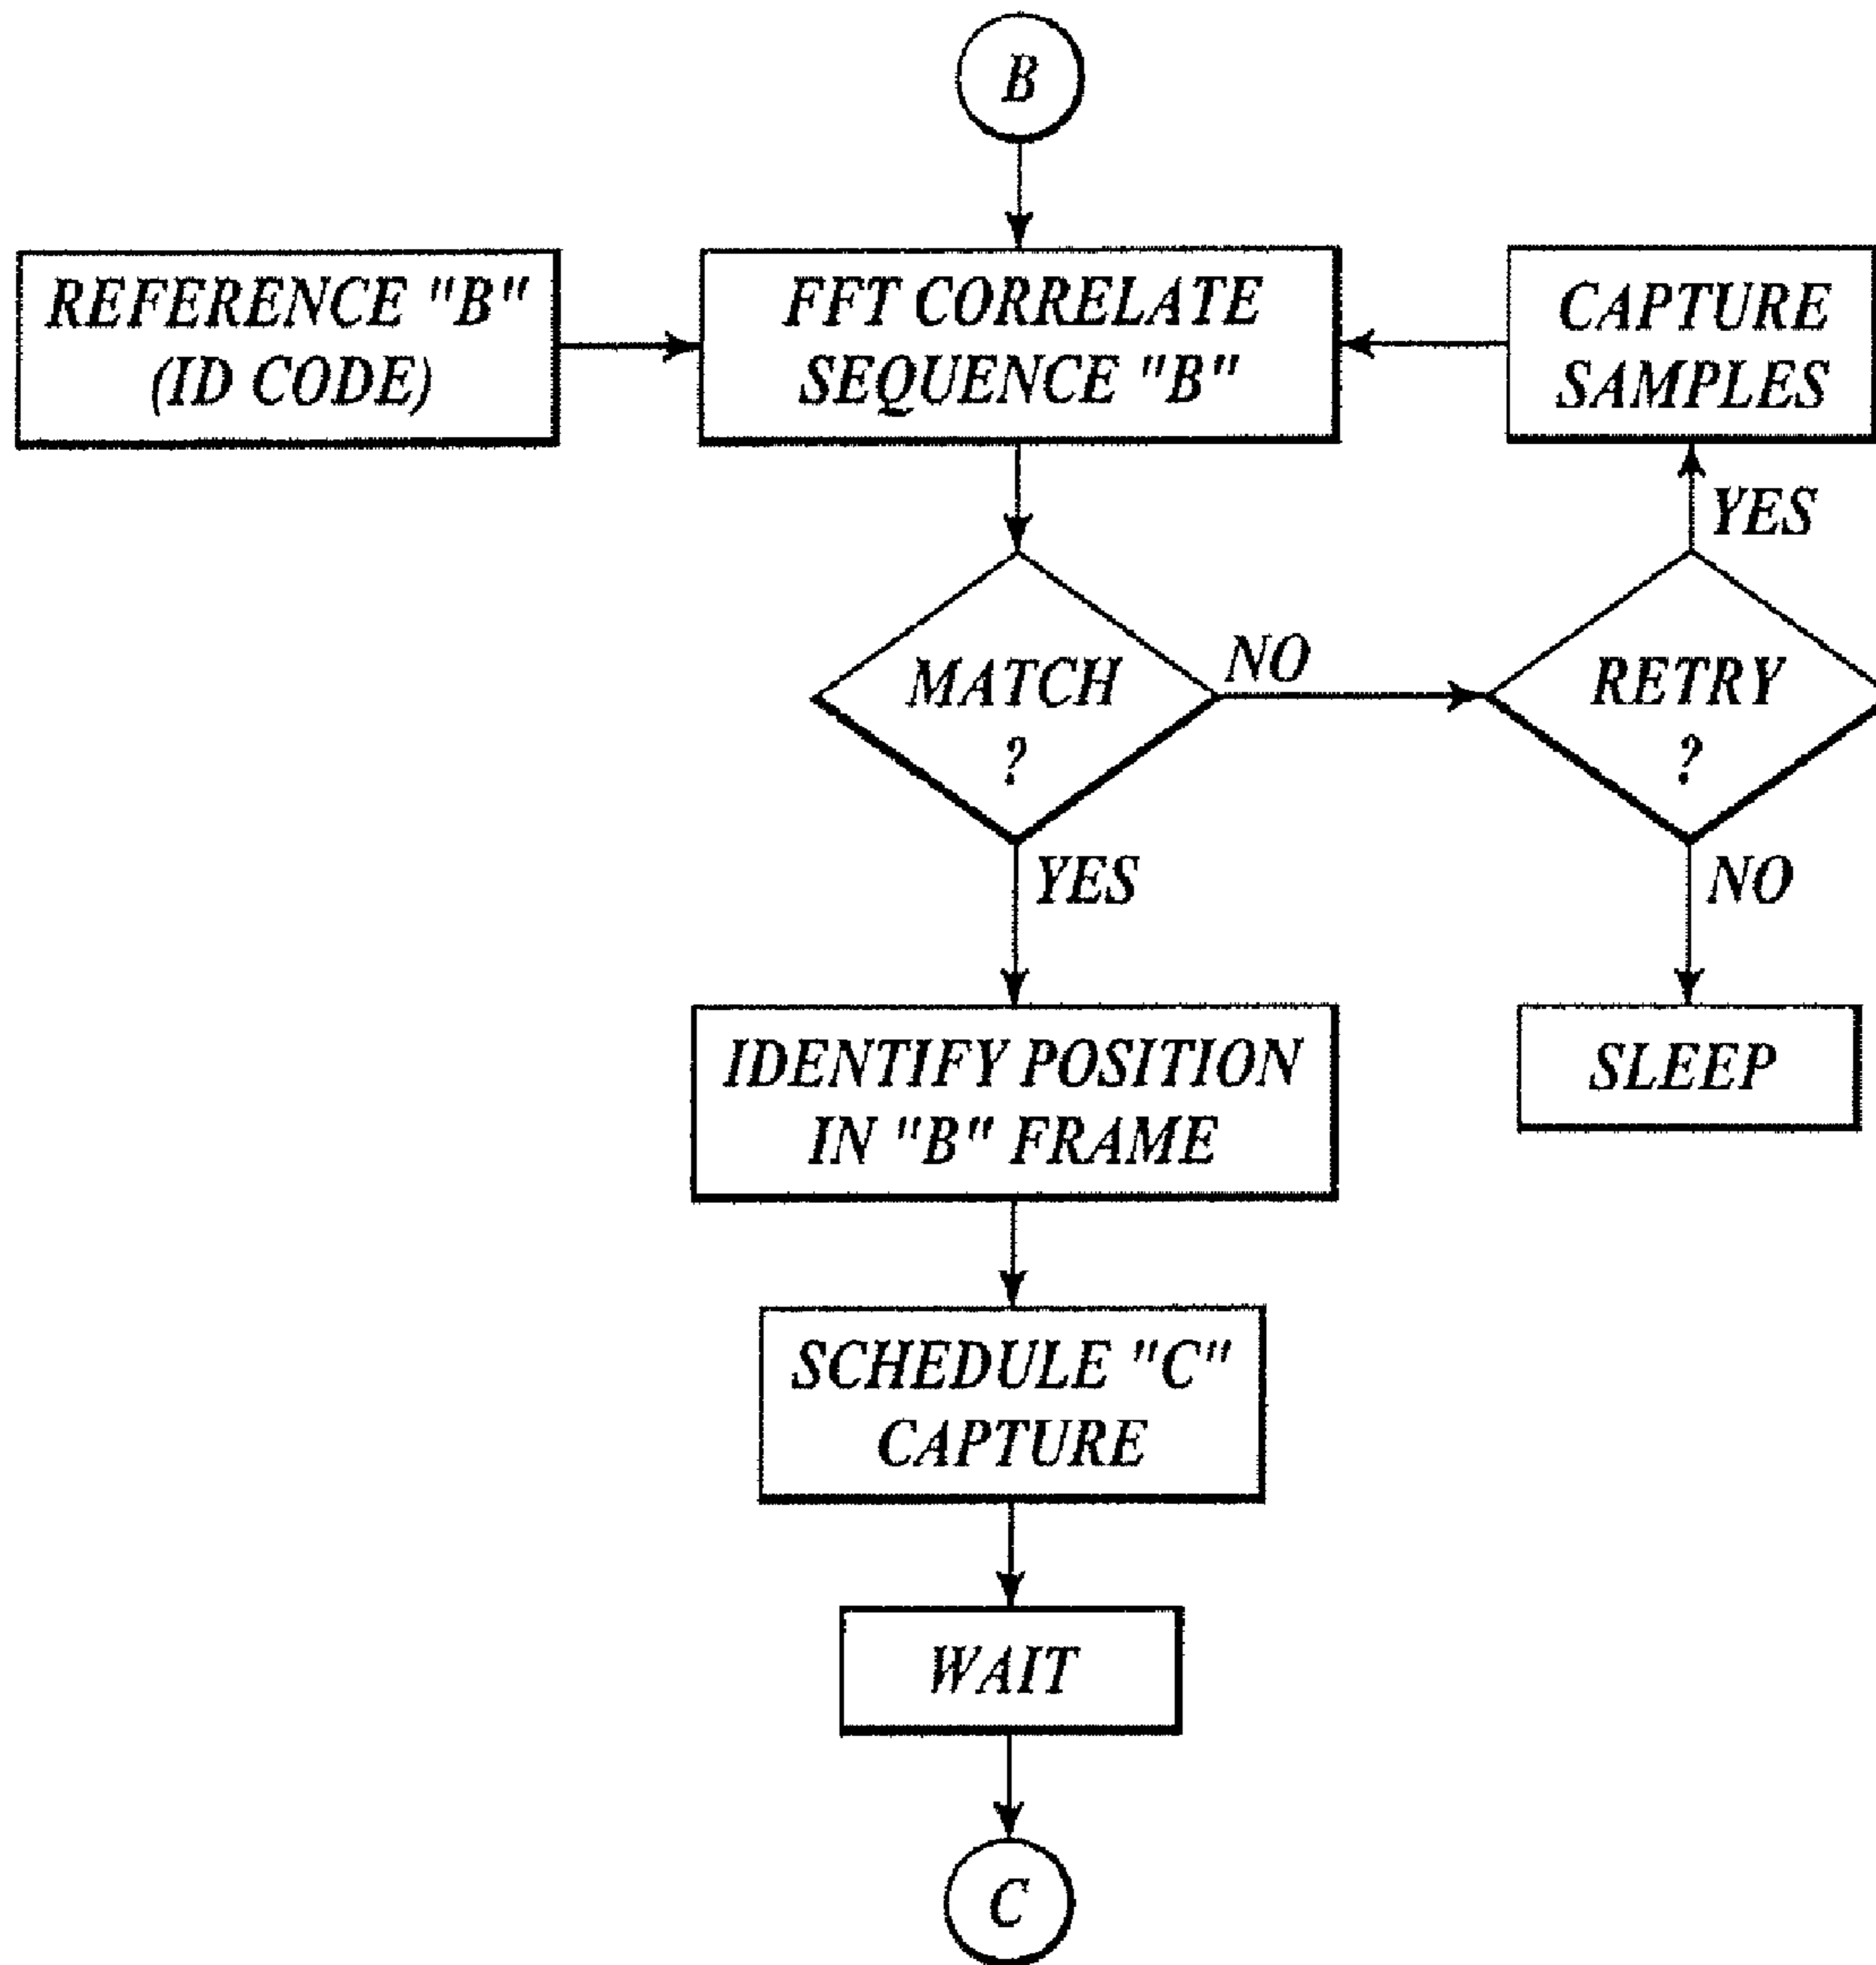 B
REFERENCE "B"
(ID CODE)
FFT CORRELATE
SEQUENCE "B"
CAPTURE
SAMPLES
YES
MATCH
?
NO
RETRY
?
YES
NO
IDENTIFY POSITION
IN "B" FRAME
SLEEP
SCHEDULE "C"
CAPTURE
WAIT
C